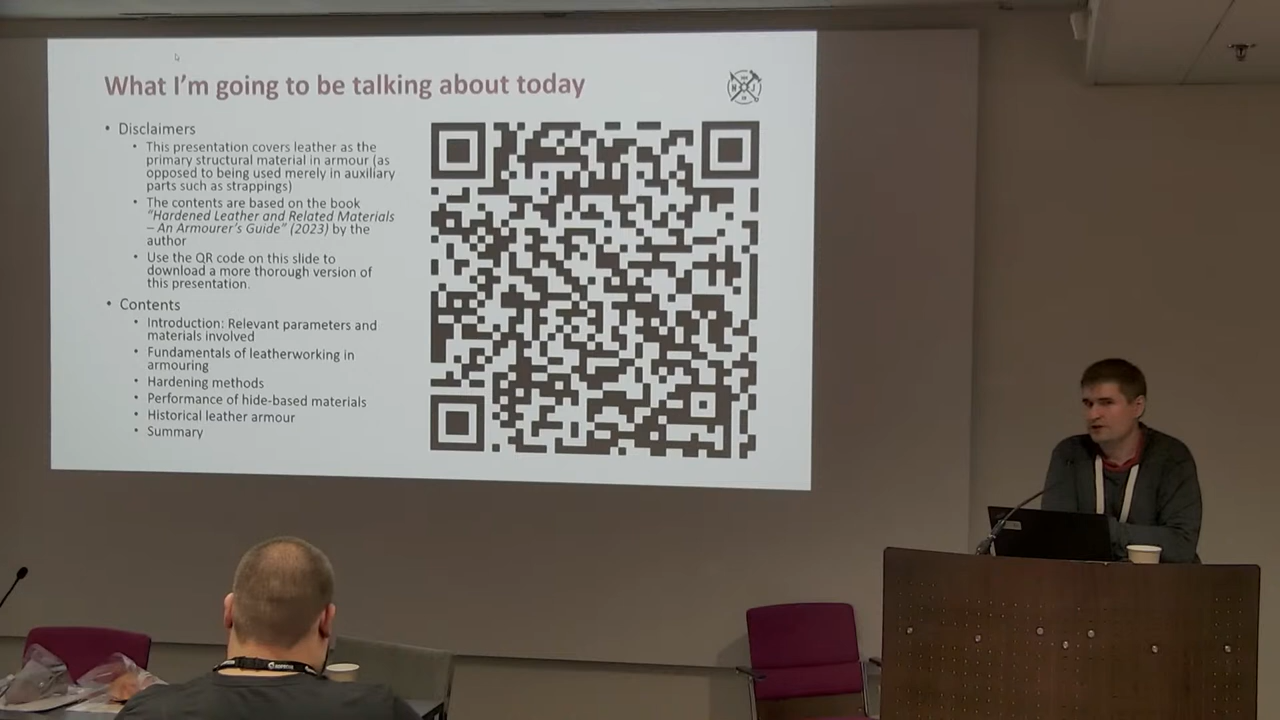 What I'm going to be talking about today
• Disclaimers
• This presentation covers leather as the
primary structural material in armour (as
opposed to being used merely in auxiliary
parts such as strappings)
• The contents are based on the book
"Hardened Leather and Related Materials
– An Armourer's Guide" (2023) by the
author
• Use the QR code on this slide to
download a more thorough version of
this presentation.
• Contents
• Introduction: Relevant parameters and
materials involved
• Fundamentals of leatherworking in
armouring
• Hardening methods
• Performance of hide-based materials
• Historical leather armour
• Summary